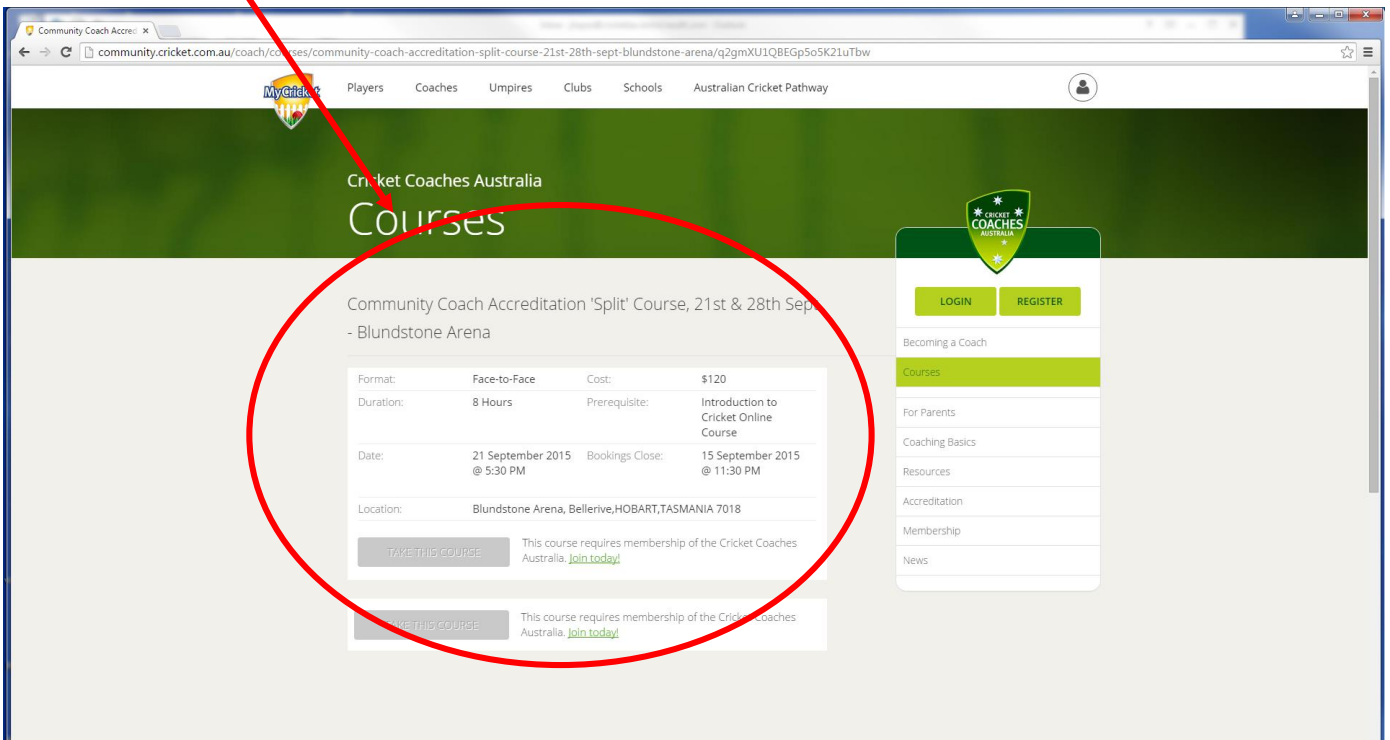 Community Coach Accred
community.cricket.com.au/coach/courses/community-coach-accreditation-split-course-21st-28th-sept-blundstone-arena/q2gmXU1QBEGp5o5K21uTbw
MyCricket
Players Coaches Umpires Clubs Schools Australian Cricket Pathway
Cricket Coaches Australia
Courses
CRICKET
COACHES
AUSTRALIA
Community Coach Accreditation 'Split' Course, 21st & 28th Sept
- Blundstone Arena
Format: Face-to-Face Cost: $120
Duration: 8 Hours Prerequisite: Introduction to
Cricket Online
Course
Date: 21 September 2015 Bookings Close: 15 September 2015
@ 5:30 PM @ 11:30 PM
Location: Blundstone Arena, Bellerive,HOBART,TASMANIA 7018
TAKE THIS COURSE This course requires membership of the Cricket Coaches
Australia. Join today!
TAKE THIS COURSE This course requires membership of the Cricket Coaches
Australia. Join today!
LOGIN REGISTER
Becoming a Coach
Courses
For Parents
Coaching Basics
Resources
Accreditation
Membership
News